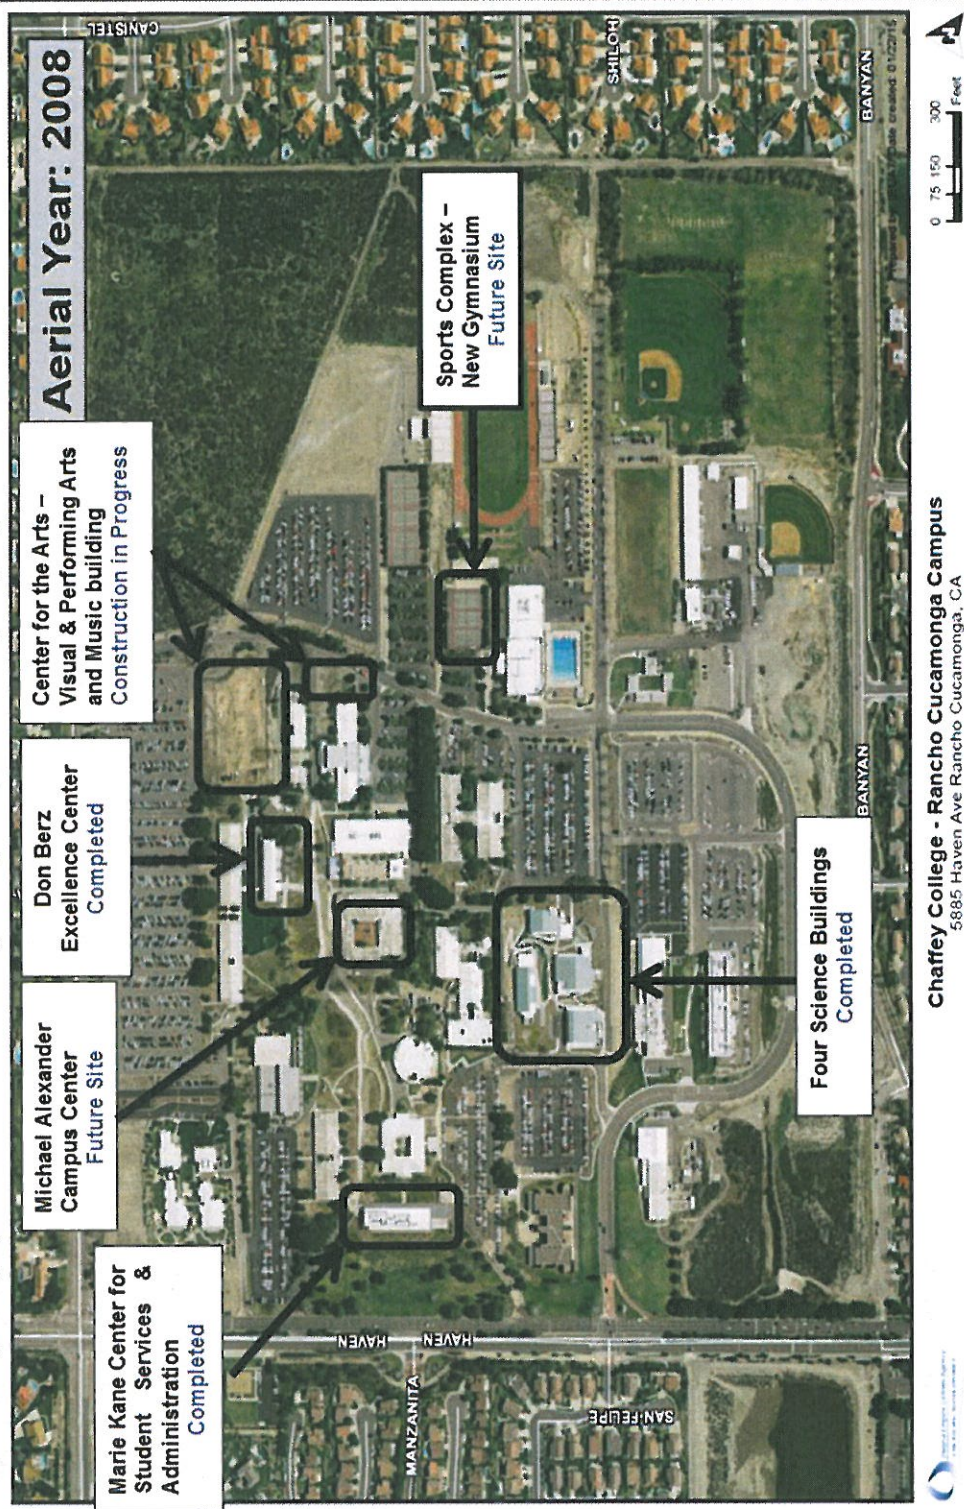 Aerial Year: 2008
Marie Kane Center for
Student Services &
Administration
Completed
Michael Alexander
Campus Center
Future Site
Don Berz
Excellence Center
Completed
Center for the Arts –
Visual & Performing Arts
and Music building
Construction in Progress
Sports Complex –
New Gymnasium
Future Site
Four Science Buildings
Completed
CANISTEL
SHILOH
BANYAN
BANYAN
HAVEN
HAVEN
MANZANITA
SAN FELIPE
Chaffey College - Rancho Cucamonga Campus
5885 Haven Ave Rancho Cucamonga, CA
0 75 150 300
Feet